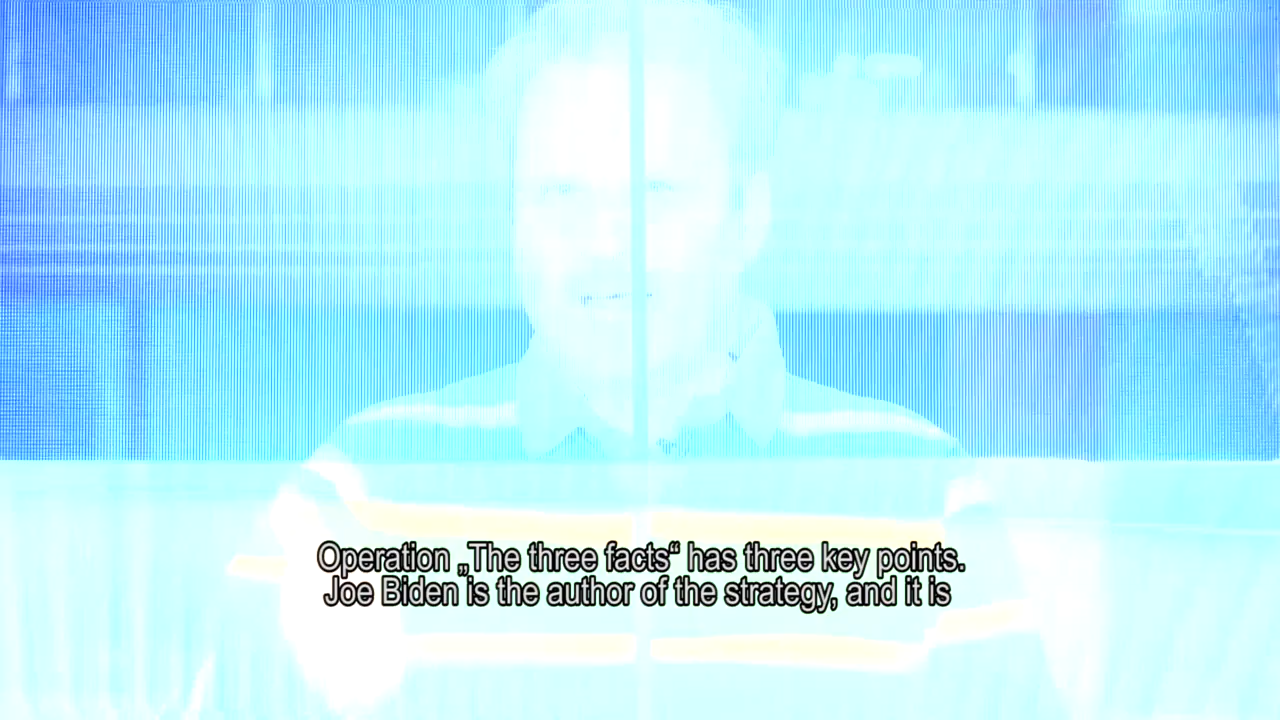 Operation „The three facts“ has three key points.
Joe Biden is the author of the strategy, and it is